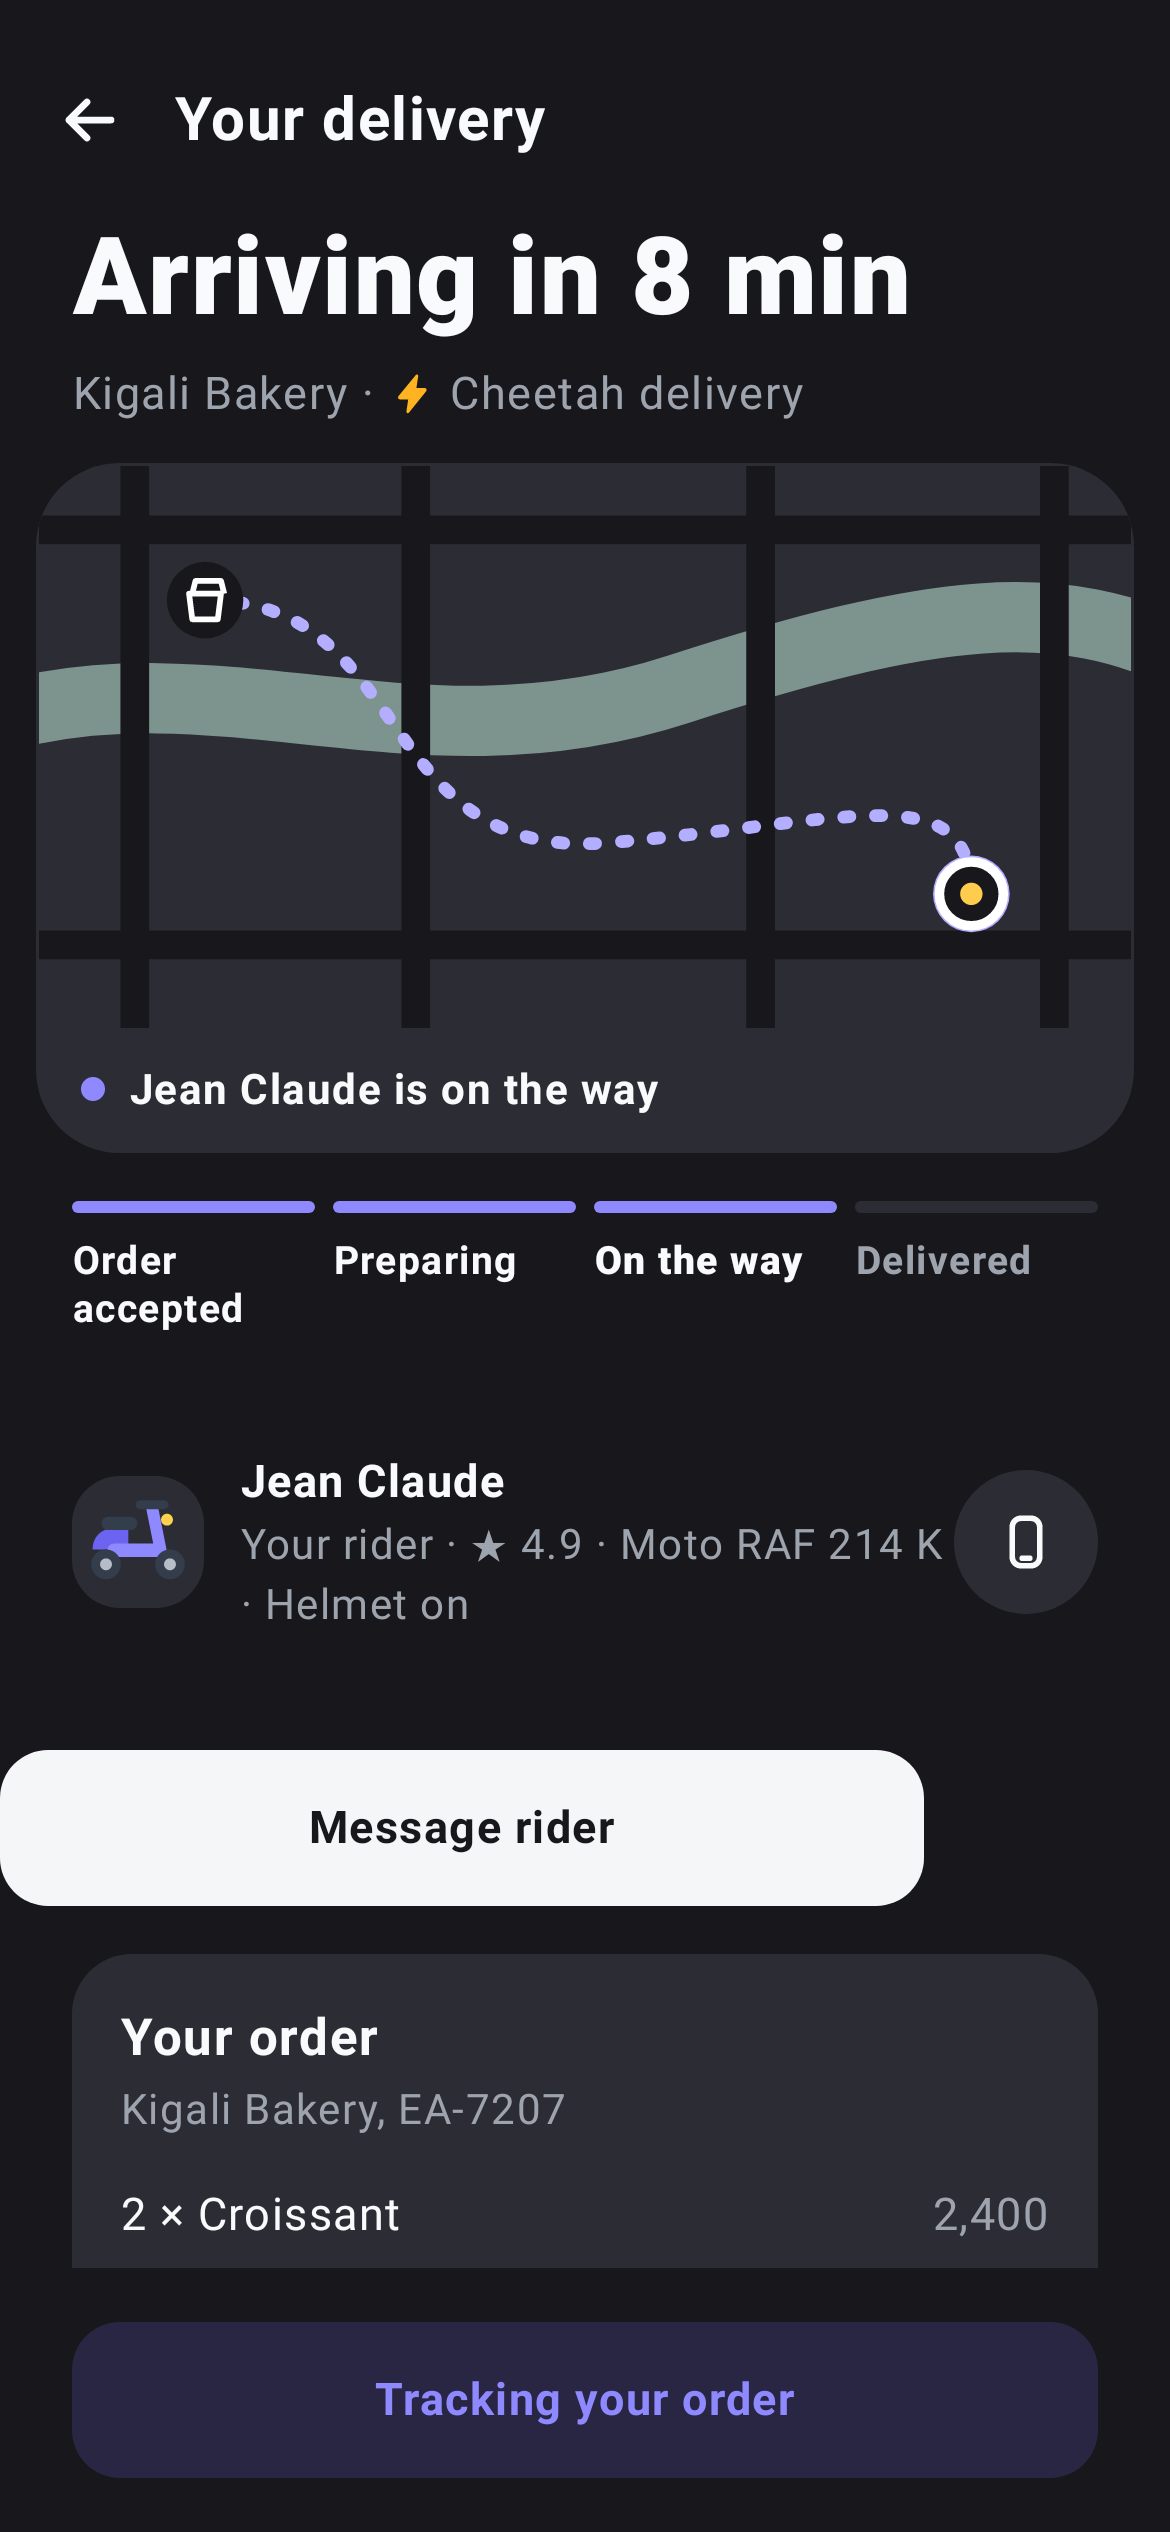 Your delivery
Arriving in 8 min
Kigali Bakery · ⚡ Cheetah delivery
Jean Claude is on the way
Order accepted
Preparing
On the way
Delivered
Jean Claude
Your rider · ★ 4.9 · Moto RAF 214 K
· Helmet on
Message rider
Your order
Kigali Bakery, EA-7207
2 × Croissant 2,400
Tracking your order